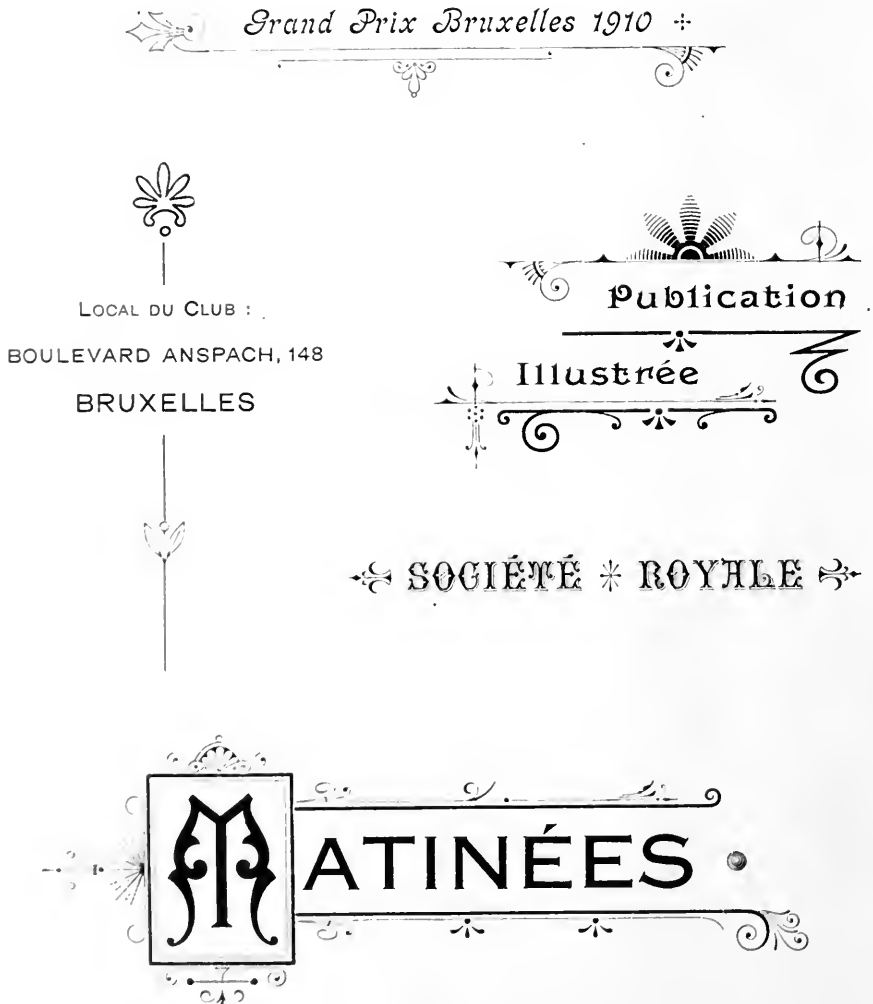 Grand Prix Bruxelles 1910
LOCAL DU CLUB :
BOULEVARD ANSPACH, 148
BRUXELLES
Publication
Illustrée
SOCIÉTÉ * ROYALE
MATINÉES